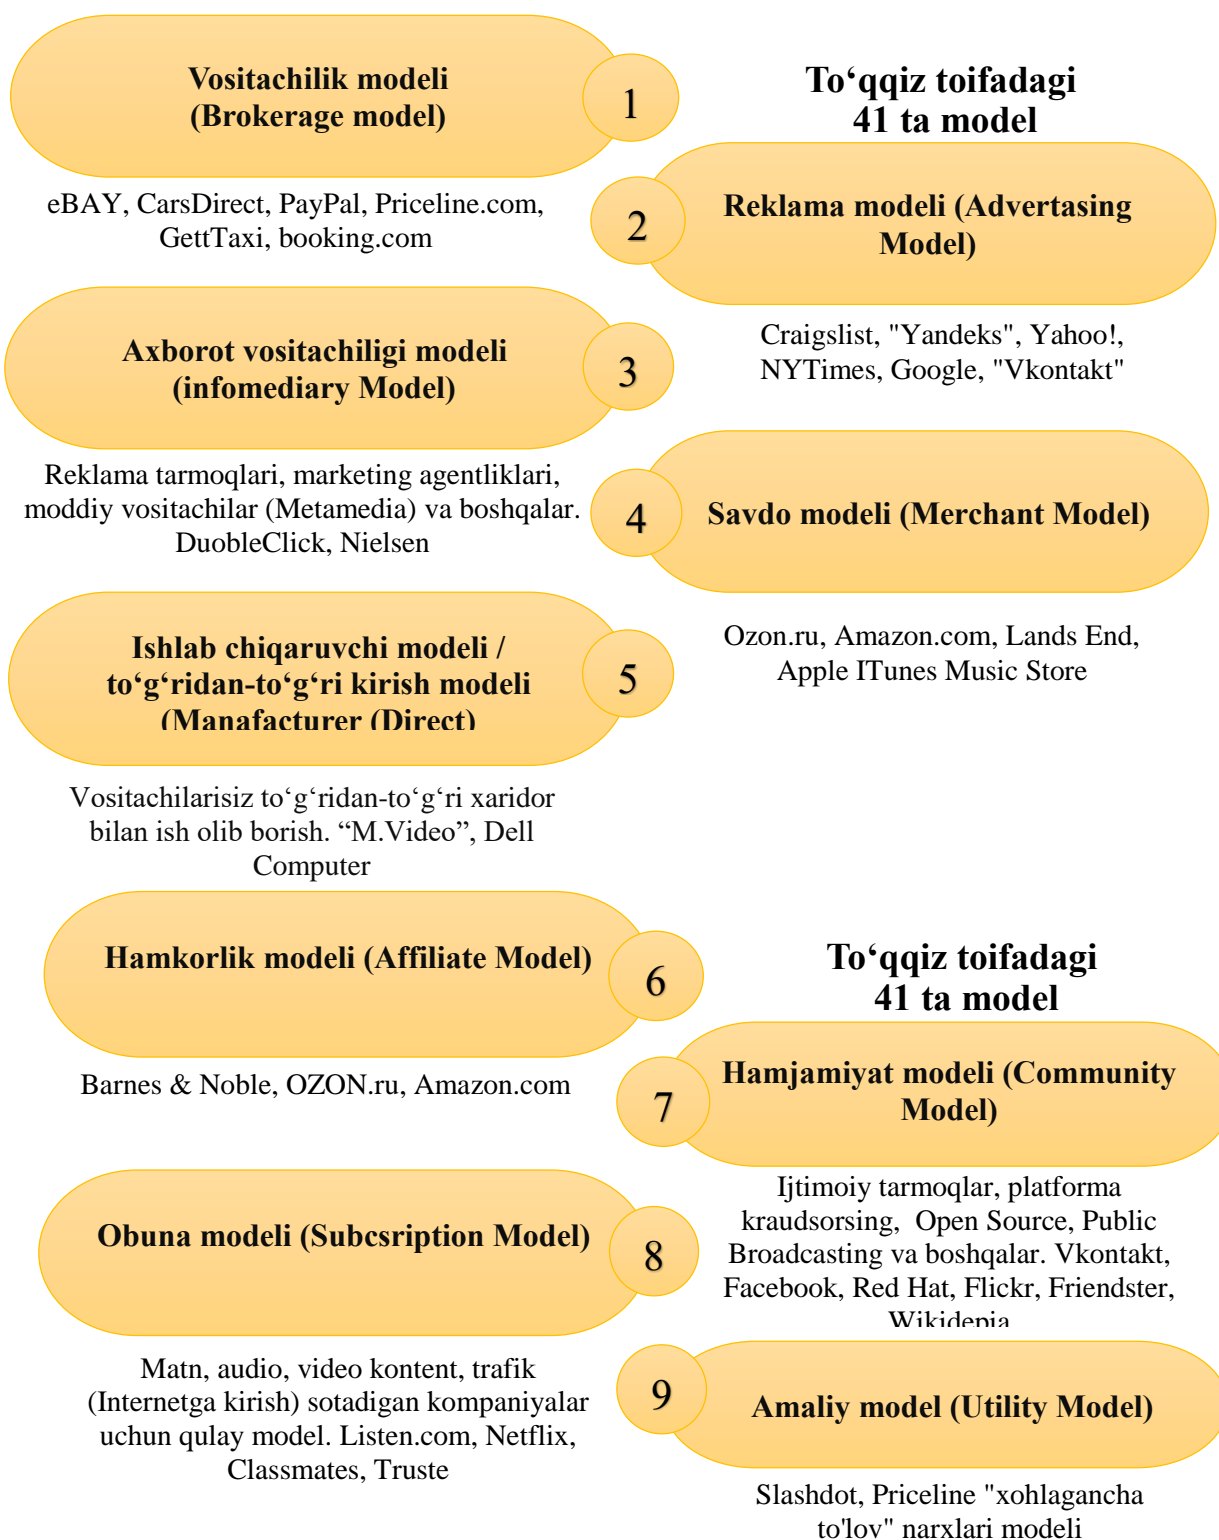 Vositachilik modeli
(Brokerage model)
1
To‘qqiz toifadagi
41 ta model
eBAY, CarsDirect, PayPal, Priceline.com,
GettTaxi, booking.com
2
Reklama modeli (Advertasing
Model)
Axborot vositachiligi modeli
(infomediary Model)
3
Craigslist, "Yandeks", Yahoo!,
NYTimes, Google, "Vkontakt"
Reklama tarmoqlari, marketing agentliklari,
moddiy vositachilar (Metamedia) va boshqalar.
DuobleClick, Nielsen
4
Savdo modeli (Merchant Model)
Ishlab chiqaruvchi modeli /
to‘g‘ridan-to‘g‘ri kirish modeli
(Manafacturer (Direct)
5
Ozon.ru, Amazon.com, Lands End,
Apple ITunes Music Store
Vositachilarisiz to‘g‘ridan-to‘g‘ri xaridor
bilan ish olib borish. “M.Video”, Dell
Computer
Hamkorlik modeli (Affiliate Model)
6
To‘qqiz toifadagi
41 ta model
Barnes & Noble, OZON.ru, Amazon.com
7
Hamjamiyat modeli (Community
Model)
Ijtimoiy tarmoqlar, platforma
kraudsorsing, Open Source, Public
Broadcasting va boshqalar. Vkontakt,
Facebook, Red Hat, Flickr, Friendster,
Wikidepia
Obuna modeli (Subcsription Model)
8
Matn, audio, video kontent, trafik
(Internetga kirish) sotadigan kompaniyalar
uchun qulay model. Listen.com, Netflix,
Classmates, Truste
9
Amaliy model (Utility Model)
Slashdot, Priceline "xohlagancha
to'lov" narxlari modeli